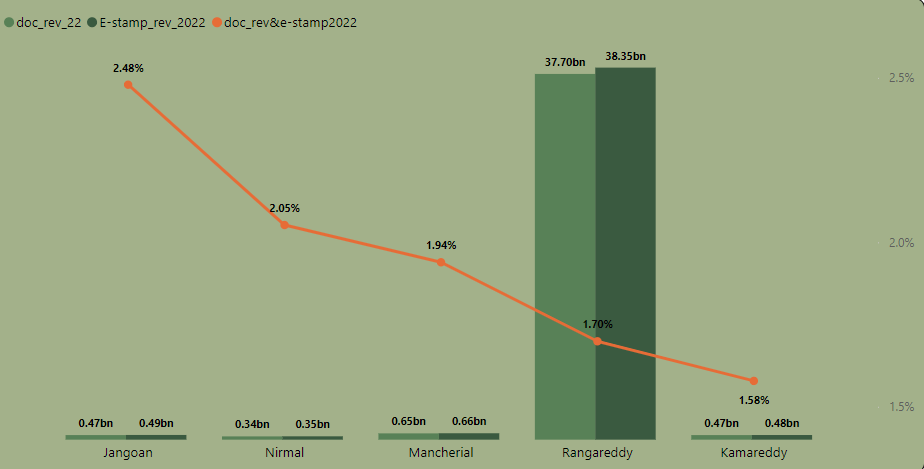 doc_rev_22 E-stamp_rev_2022 doc_rev&e-stamp2022
37.70bn 38.35bn
2.48%
2.5%
2.05%
2.0%
1.94%
1.70%
1.58%
1.5%
0.47bn 0.49bn 0.34bn 0.35bn 0.65bn 0.66bn 0.47bn 0.48bn
Jangoan Nirmal Mancherial Rangareddy Kamareddy